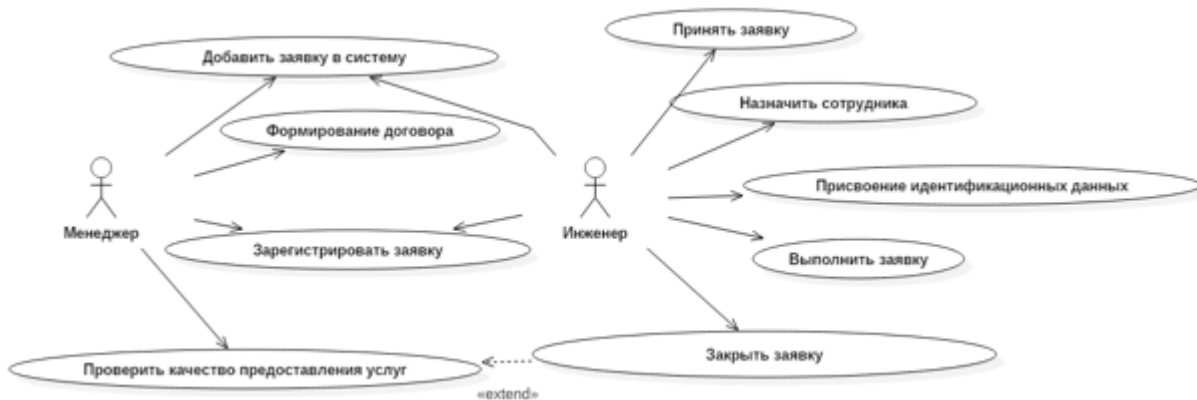 Принять заявку
Добавить заявку в систему
Назначить сотрудника
Формирование договора
Присвоение идентификационных данных
Менеджер
Инженер
Зарегистрировать заявку
Выполнить заявку
Закрыть заявку
Проверить качество предоставления услуг
«extend»